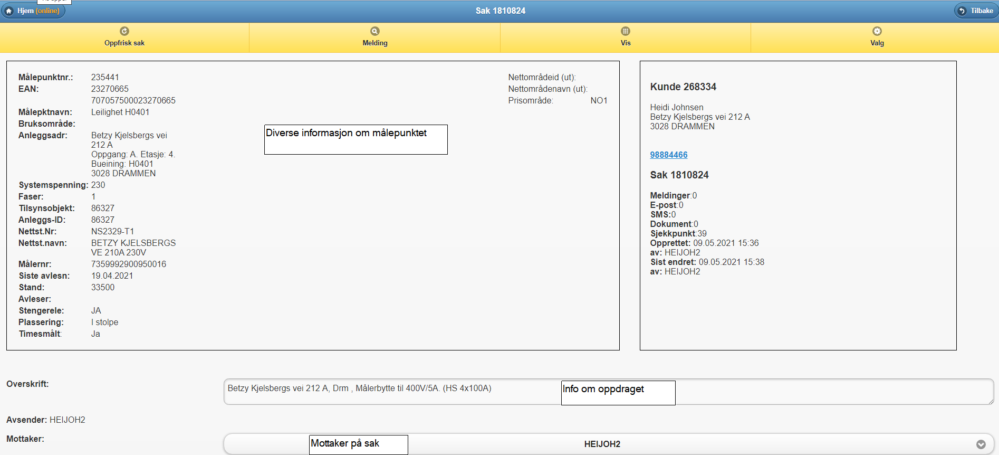 Hjem (online)
Sak 1810824
Tilbake
Oppfrisk sak
Melding
Vis
Valg
Målepunktnr.: 235441
EAN: 23270665
707057500023270665
Målepktnavn: Leilighet H0401
Bruksområde:
Anleggsadr: Betzy Kjelsbergs vei
212 A
Oppgang: A. Etasje: 4.
Bueining: H0401
3028 DRAMMEN
Systemspenning: 230
Faser: 1
Tilsynsobjekt: 86327
Anleggs-ID: 86327
Nettst.Nr: NS2329-T1
Nettst.navn: BETZY KJELSBERGS
VE 210A 230V
Målernr: 7359992900950016
Siste avlesn: 19.04.2021
Stand: 33500
Avleser:
Stengerele: JA
Plassering: I stolpe
Timesmålt: Ja
Nettområdeid (ut):
Nettområdenavn (ut):
Prisområde: NO1
Diverse informasjon om målepunktet
Kunde 268334
Heidi Johnsen
Betzy Kjelsbergs vei 212 A
3028 DRAMMEN
98884466
Sak 1810824
Meldinger:0
E-post:0
SMS:0
Dokument:0
Sjekkpunkt:39
Opprettet: 09.05.2021 15:36
av: HEIJOH2
Sist endret: 09.05.2021 15:38
av: HEIJOH2
Overskrift:
Betzy Kjelsbergs vei 212 A, Drm , Målerbytte til 400V/5A. (HS 4x100A)
Info om oppdraget
Avsender: HEIJOH2
Mottaker:
Mottaker på sak
HEIJOH2